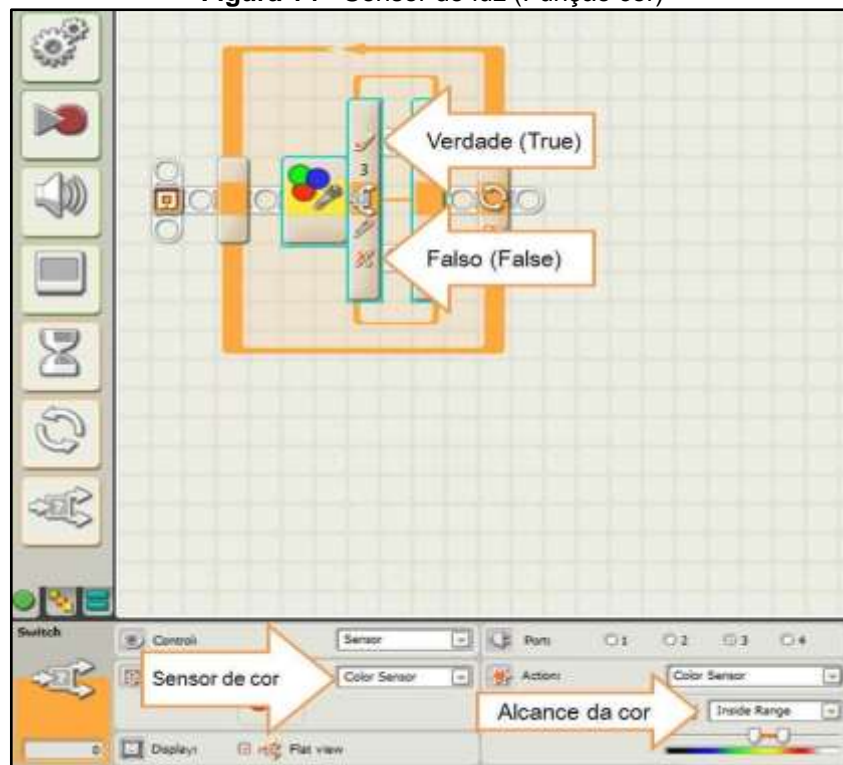 Figura 14 - Sensor de luz (Função cor)
Verdade (True)
3
Falso (False)
Switch
Control:
Sensor
Port:
1
2
3
4
Sensor de cor
Color Sensor
Action:
Color Sensor
Alcance da cor
Inside Range
0
Display:
Flat view